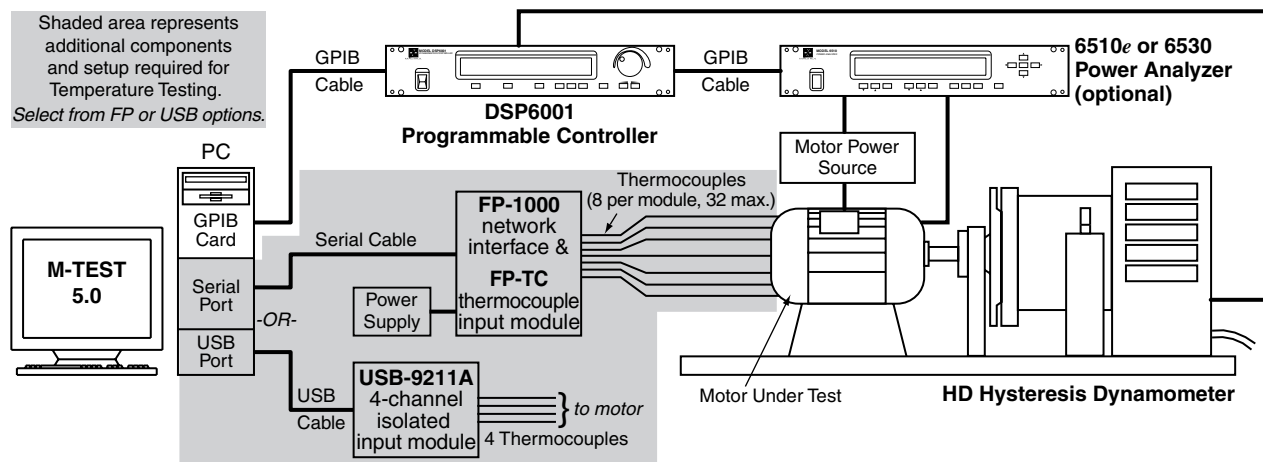 Shaded area represents
additional components
and setup required for
Temperature Testing.
Select from FP or USB options.
GPIB
Cable
MODEL DSP6001
DSP6001
Programmable Controller
GPIB
Cable
6510e or 6530
Power Analyzer
(optional)
Motor Power
Source
PC
GPIB
Card
Serial
Port
-OR-
USB
Port
M-TEST
5.0
Serial Cable
Power
Supply
FP-1000
network
interface &
FP-TC
thermocouple
input module
Thermocouples
(8 per module, 32 max.)
USB
Cable
USB-9211A
4-channel
isolated
input module
to motor
4 Thermocouples
Motor Under Test
HD Hysteresis Dynamometer